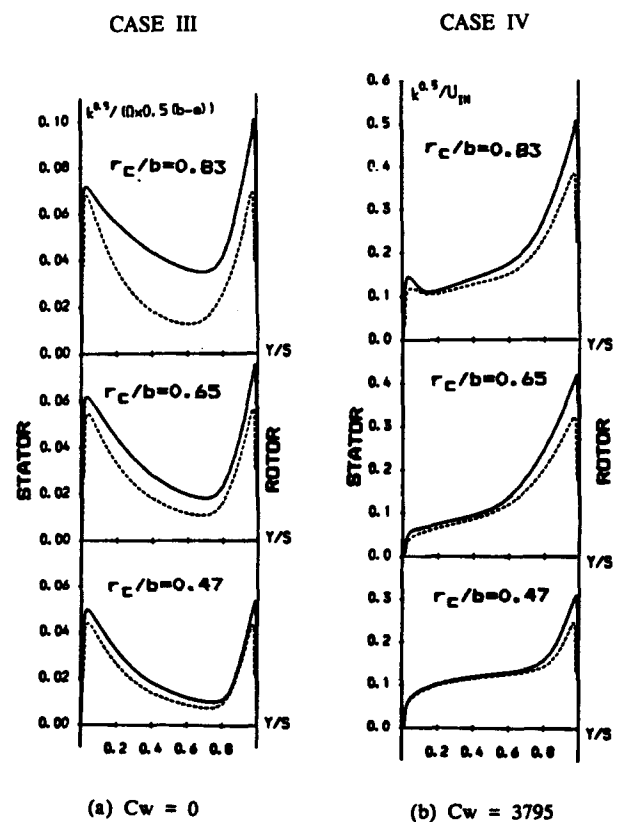 CASE III
CASE IV
k^0.5/(Ω×0.5(b-a))
0.10
0.08
0.06
0.04
0.02
0.00
r_c/b=0.83
Y/S
0.06
0.04
0.02
0.00
r_c/b=0.65
Y/S
0.06
0.04
0.02
0.00
r_c/b=0.47
Y/S
0.2 0.4 0.6 0.8
STATOR
ROTOR
(a) Cw = 0
0.6
k^0.5/U_IN
0.5
0.4
0.3
0.2
0.1
0.0
r_c/b=0.83
Y/S
0.4
0.3
0.2
0.1
0.0
r_c/b=0.65
Y/S
0.3
0.2
0.1
0.0
r_c/b=0.47
Y/S
0.2 0.4 0.6 0.8
STATOR
ROTOR
(b) Cw = 3795